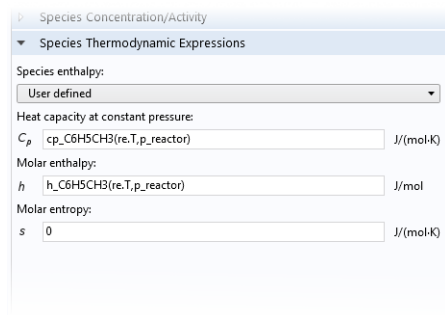 Species Concentration/Activity
Species Thermodynamic Expressions
Species enthalpy:
User defined
Heat capacity at constant pressure:
Cp cp_C6H5CH3(re.T,p_reactor) J/(mol·K)
Molar enthalpy:
h h_C6H5CH3(re.T,p_reactor) J/mol
Molar entropy:
s 0 J/(mol·K)